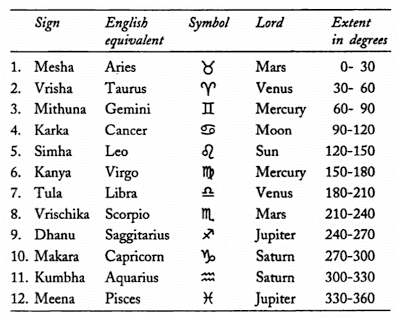 Sign English equivalent Symbol Lord Extent in degrees
1. Mesha Aries ♉ Mars 0- 30
2. Vrisha Taurus ♈ Venus 30- 60
3. Mithuna Gemini ♊ Mercury 60- 90
4. Karka Cancer ♋ Moon 90-120
5. Simha Leo ♌ Sun 120-150
6. Kanya Virgo ♍ Mercury 150-180
7. Tula Libra ♎ Venus 180-210
8. Vrischika Scorpio ♏ Mars 210-240
9. Dhanu Saggitarius ♐ Jupiter 240-270
10. Makara Capricorn ♑ Saturn 270-300
11. Kumbha Aquarius ♒ Saturn 300-330
12. Meena Pisces ♓ Jupiter 330-360